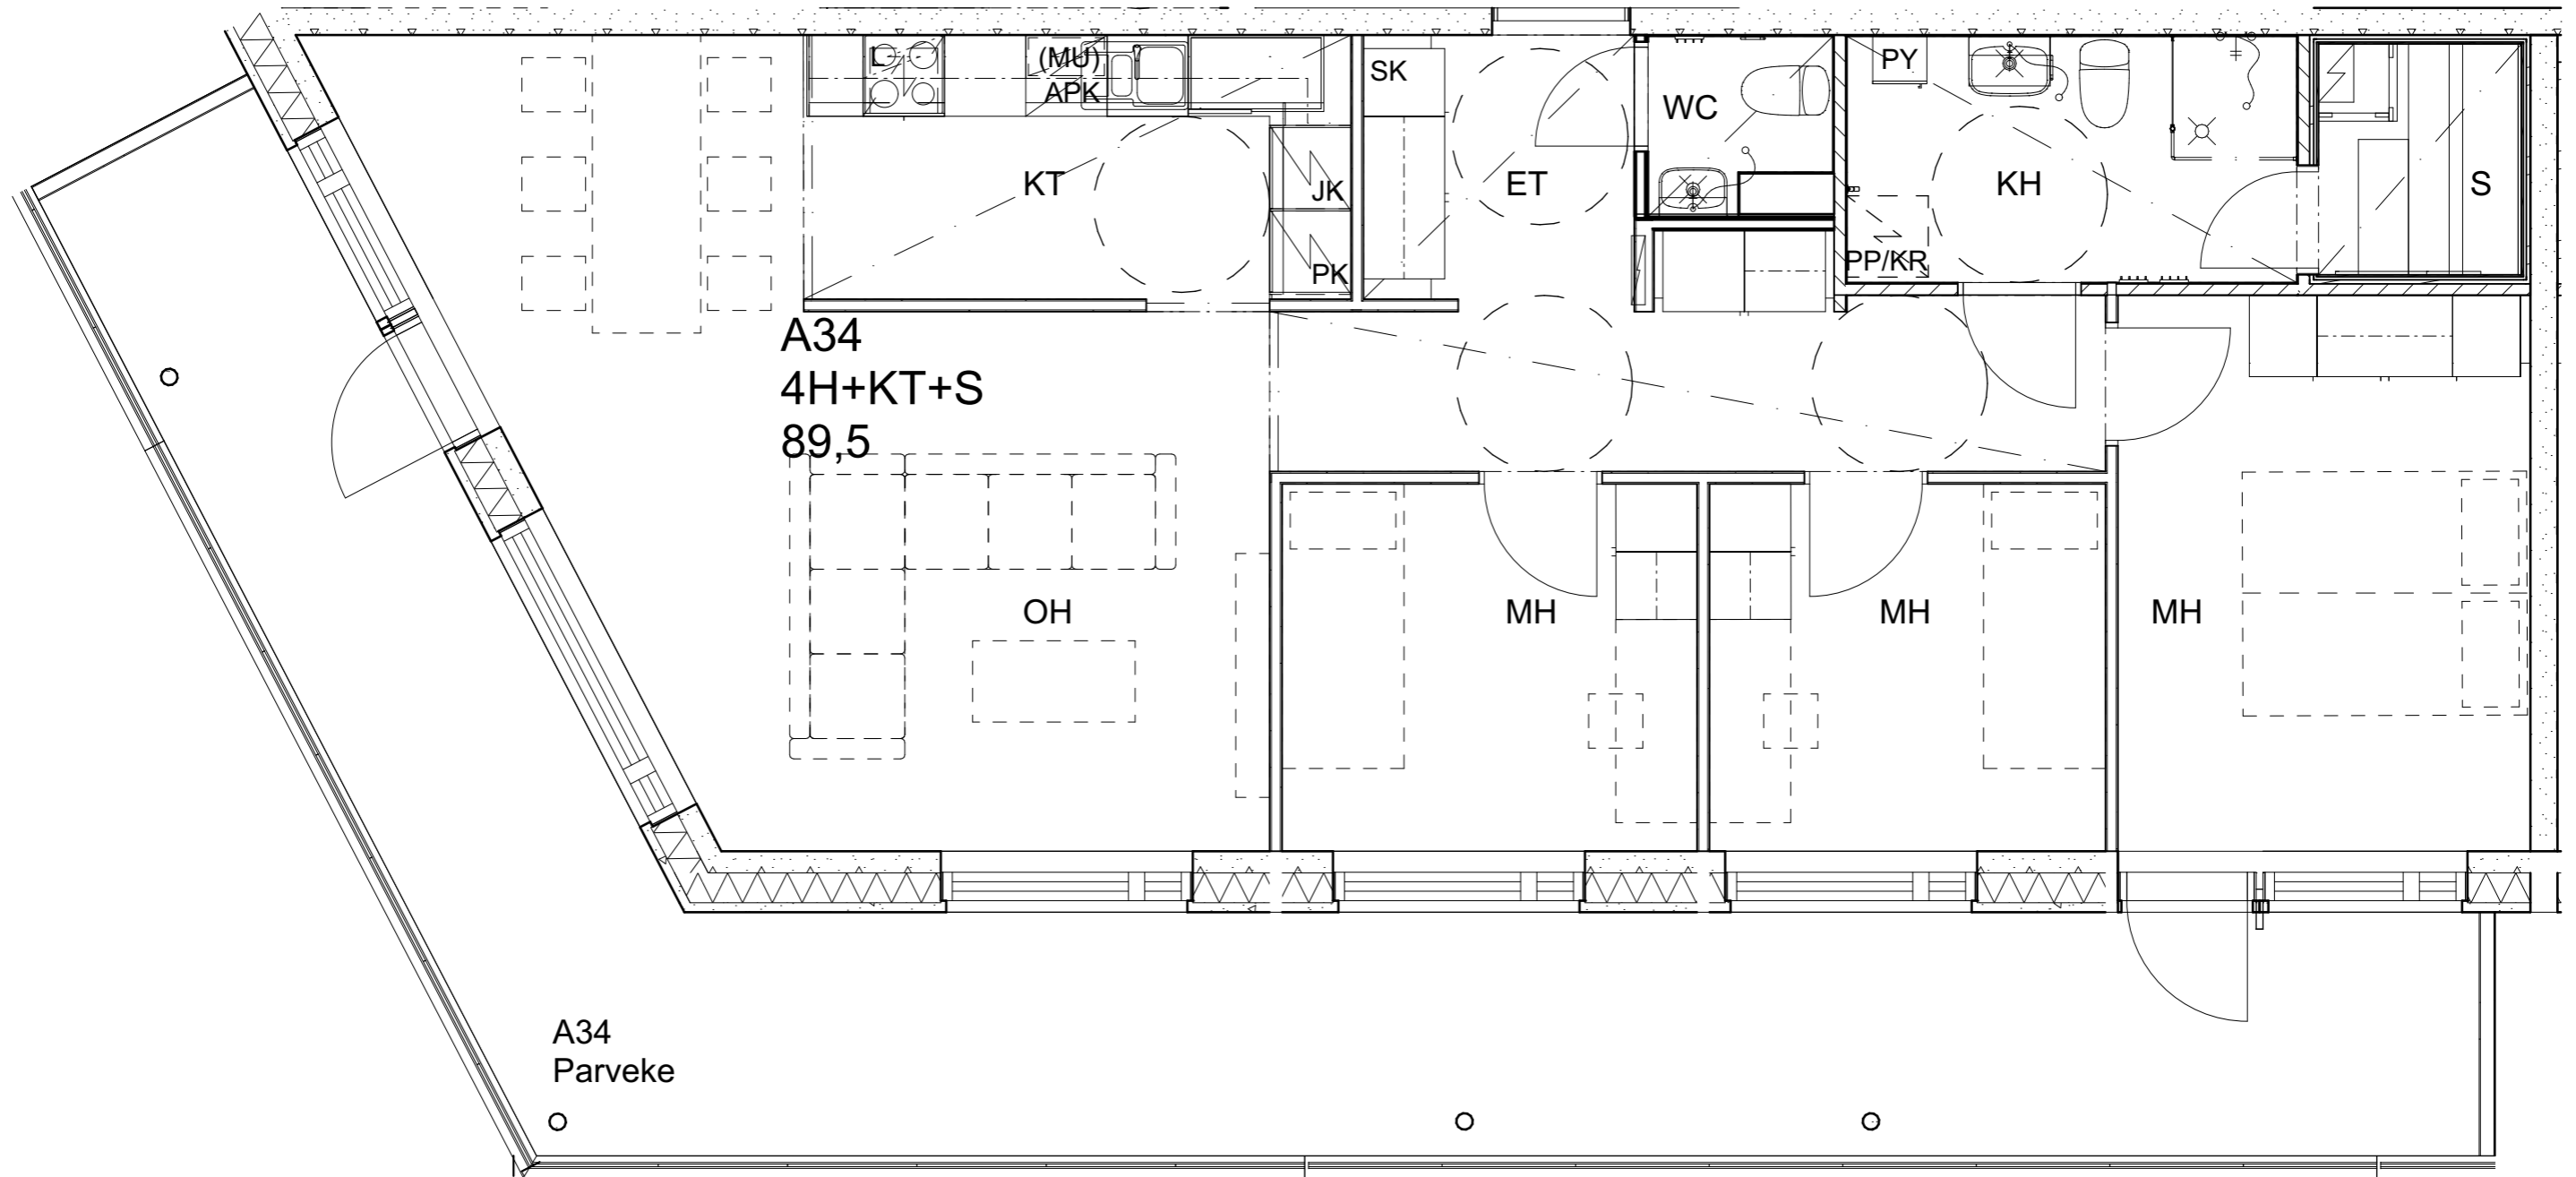 L
(MU)
APK
SK
WC
PY
KT
JK
ET
KH
S
PK
PP/KR
A34
4H+KT+S
89,5
OH
MH
MH
MH
A34
Parveke